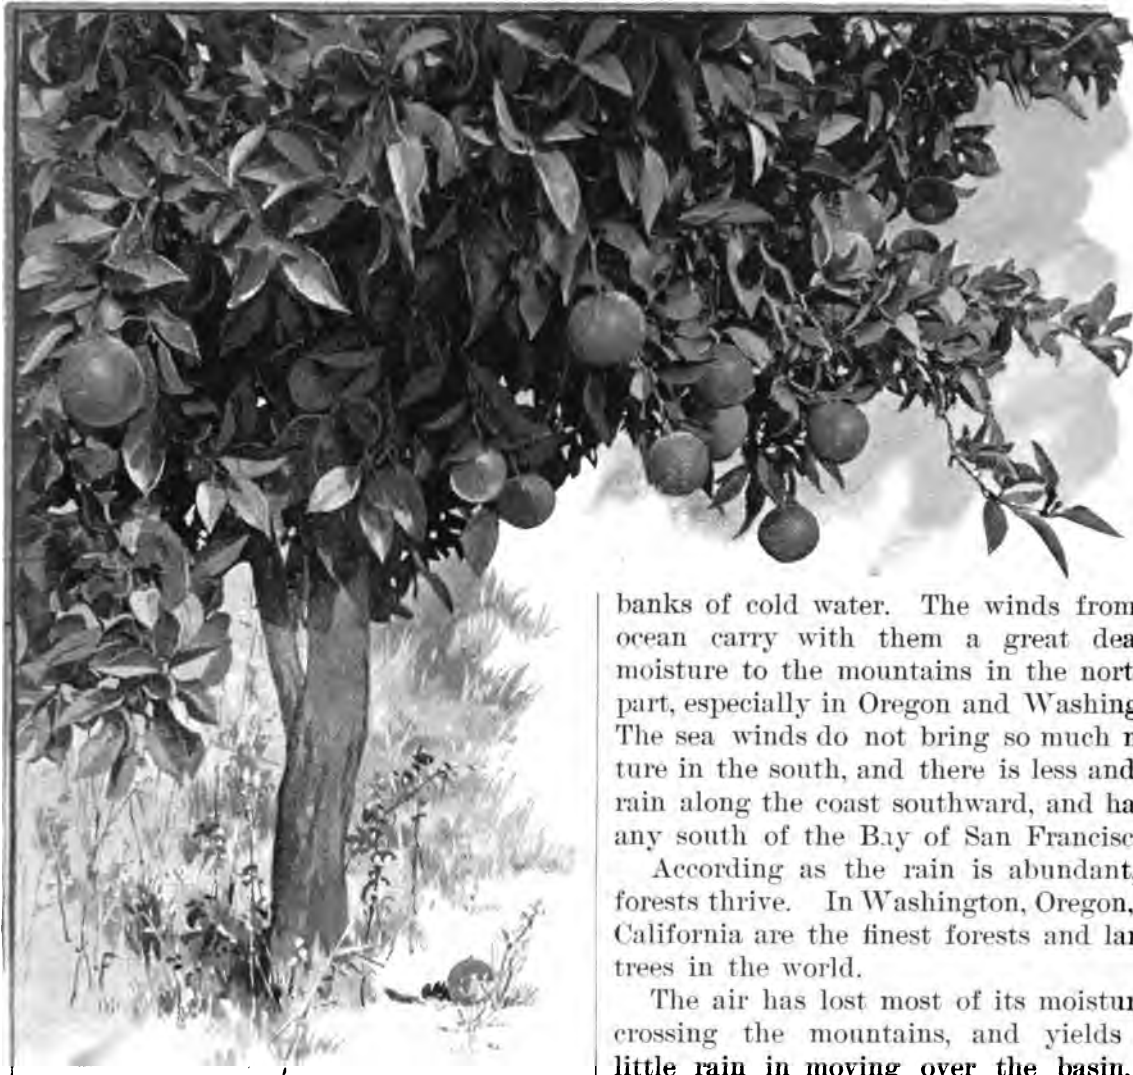 banks of cold water. The winds from
ocean carry with them a great dea
moisture to the mountains in the nort
part, especially in Oregon and Washing
The sea winds do not bring so much
ture in the south, and there is less and
rain along the coast southward, and ha
any south of the Bay of San Francisc
According as the rain is abundant,
forests thrive. In Washington, Oregon,
California are the finest forests and lar
trees in the world.
The air has lost most of its moistur
crossing the mountains, and yields
little rain in moving over the basin.